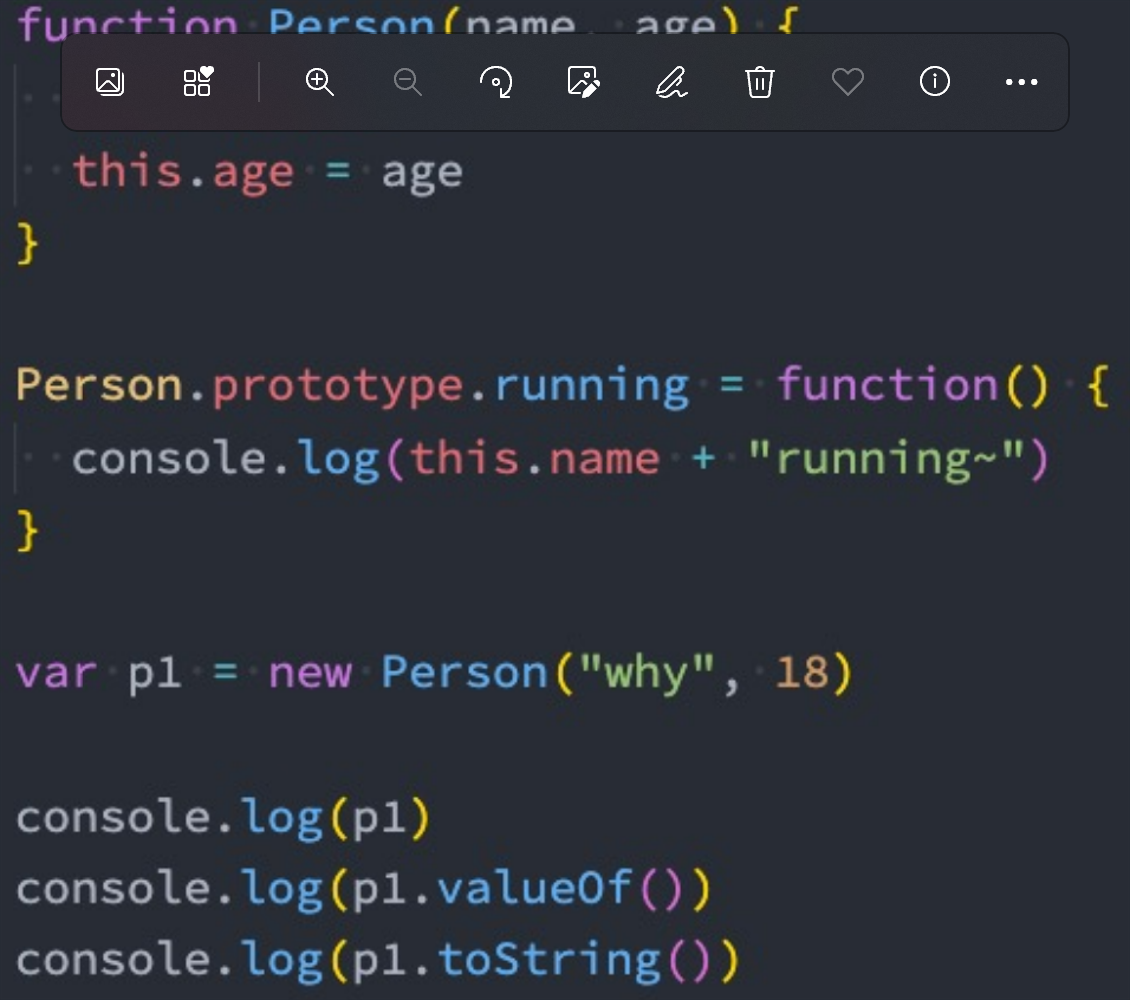 function Person(name, age) {
this.age = age
}
Person.prototype.running = function() {
console.log(this.name + "running~")
}
var p1 = new Person("why", 18)
console.log(p1)
console.log(p1.valueOf())
console.log(p1.toString())